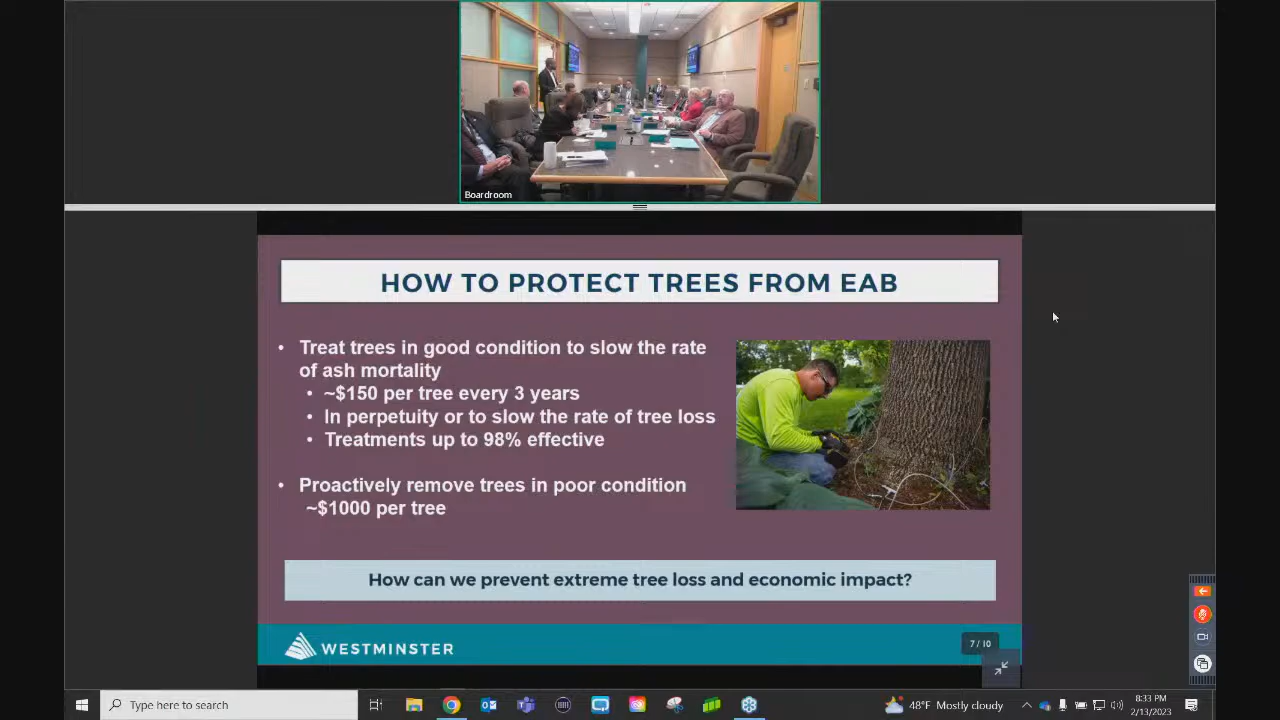 Boardroom
HOW TO PROTECT TREES FROM EAB
• Treat trees in good condition to slow the rate
of ash mortality
• ~$150 per tree every 3 years
• In perpetuity or to slow the rate of tree loss
• Treatments up to 98% effective
• Proactively remove trees in poor condition
~$1000 per tree
How can we prevent extreme tree loss and economic impact?
WESTMINSTER
7 / 10
Type here to search
48°F Mostly cloudy
8:33 PM
2/13/2023